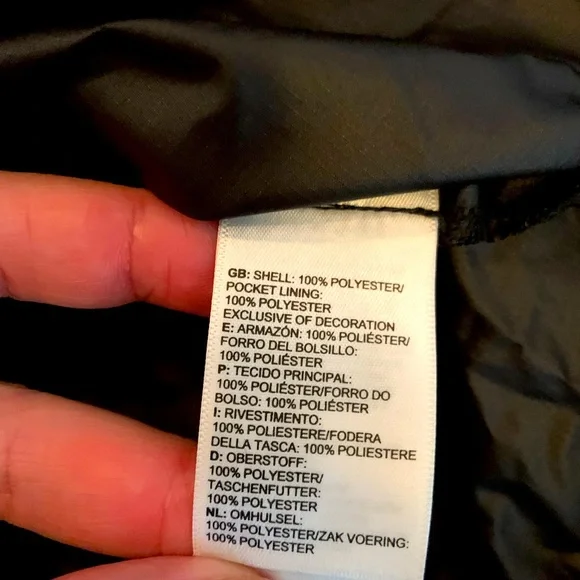 GB: SHELL: 100% POLYESTER/
POCKET LINING:
100% POLYESTER
EXCLUSIVE OF DECORATION
E: ARMAZÓN: 100% POLIÉSTER/
FORRO DEL BOLSILLO:
100% POLIÉSTER
P: TECIDO PRINCIPAL:
100% POLIÉSTER/FORRO DO
BOLSO: 100% POLIÉSTER
I: RIVESTIMENTO:
100% POLIESTERE/FODERA
DELLA TASCA: 100% POLIESTERE
D: OBERSTOFF:
100% POLYESTER/
TASCHENFUTTER:
100% POLYESTER
NL: OMHULSEL:
100% POLYESTER/ZAK VOERING:
100% POLYESTER